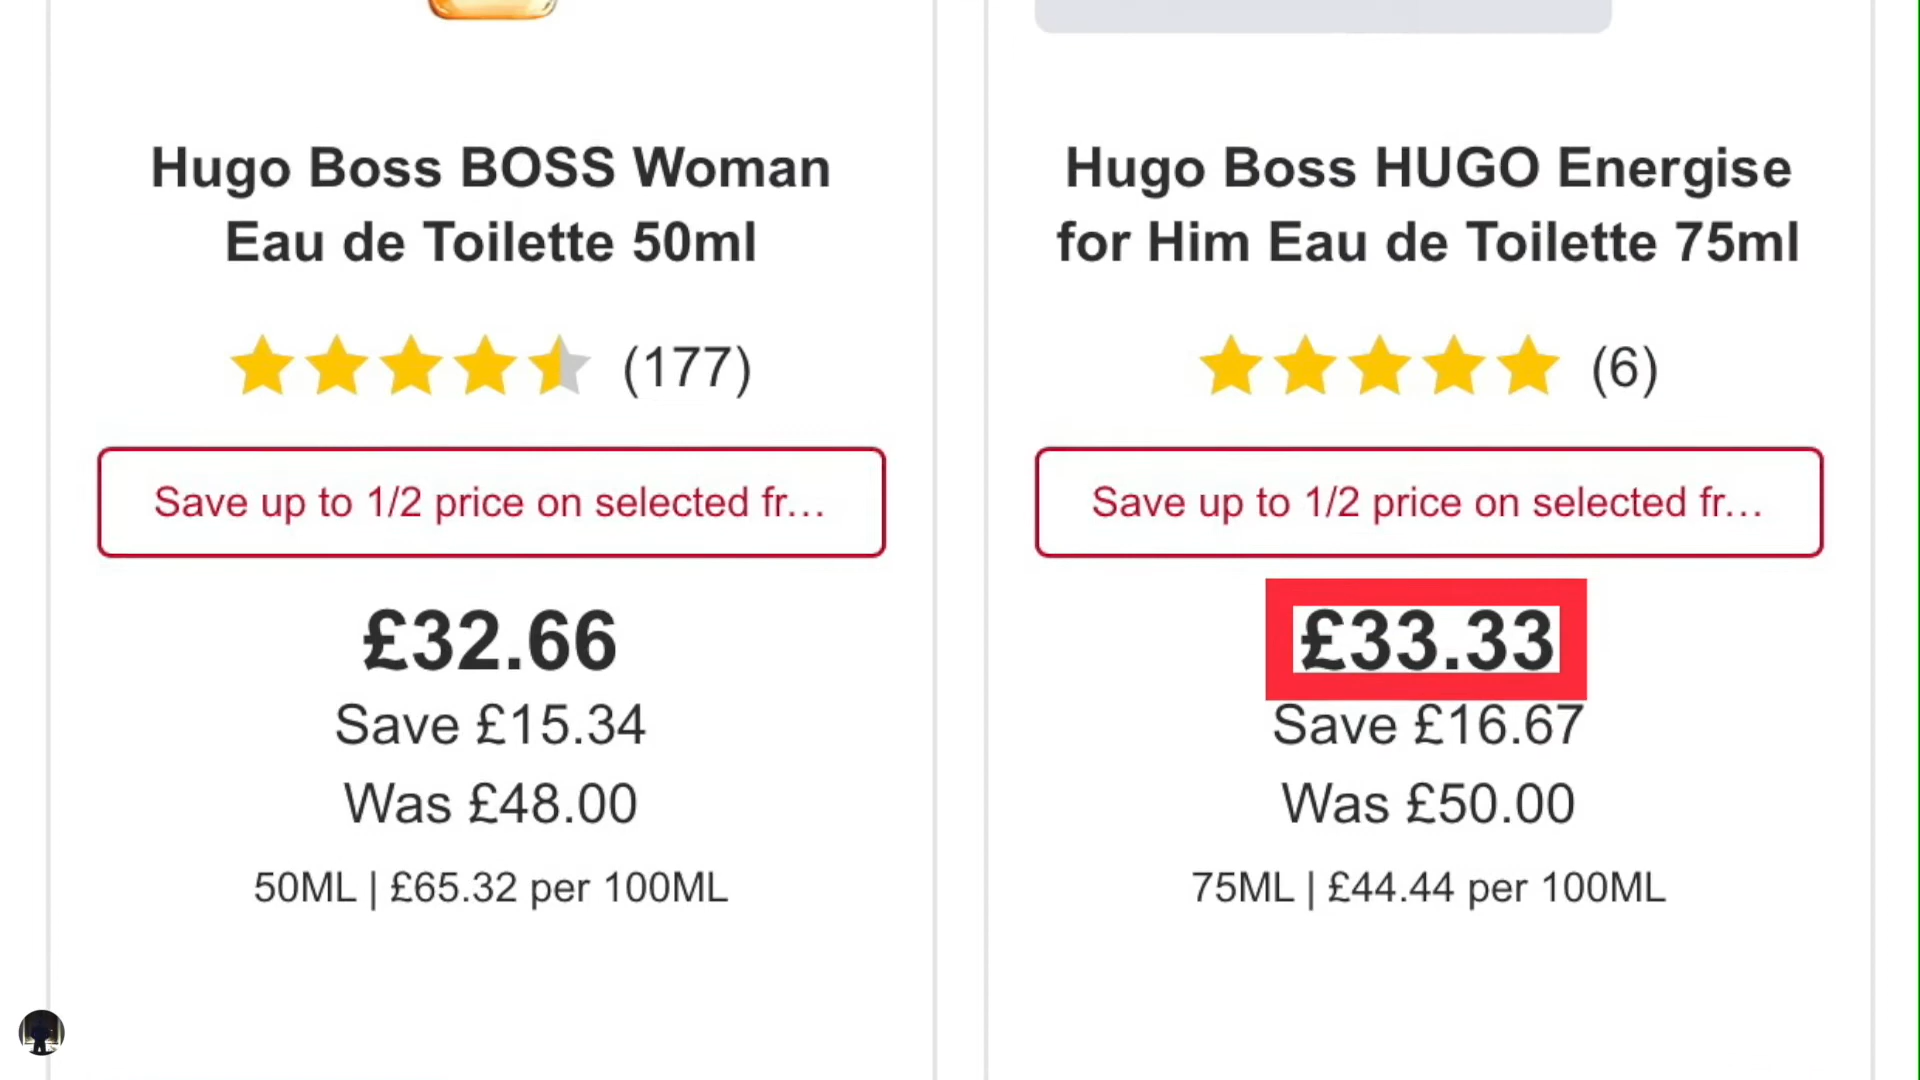 Hugo Boss BOSS Woman
Eau de Toilette 50ml
(177)
Save up to 1/2 price on selected fr...
£32.66
Save £15.34
Was £48.00
50ML | £65.32 per 100ML
Hugo Boss HUGO Energise
for Him Eau de Toilette 75ml
(6)
Save up to 1/2 price on selected fr...
£33.33
Save £16.67
Was £50.00
75ML | £44.44 per 100ML